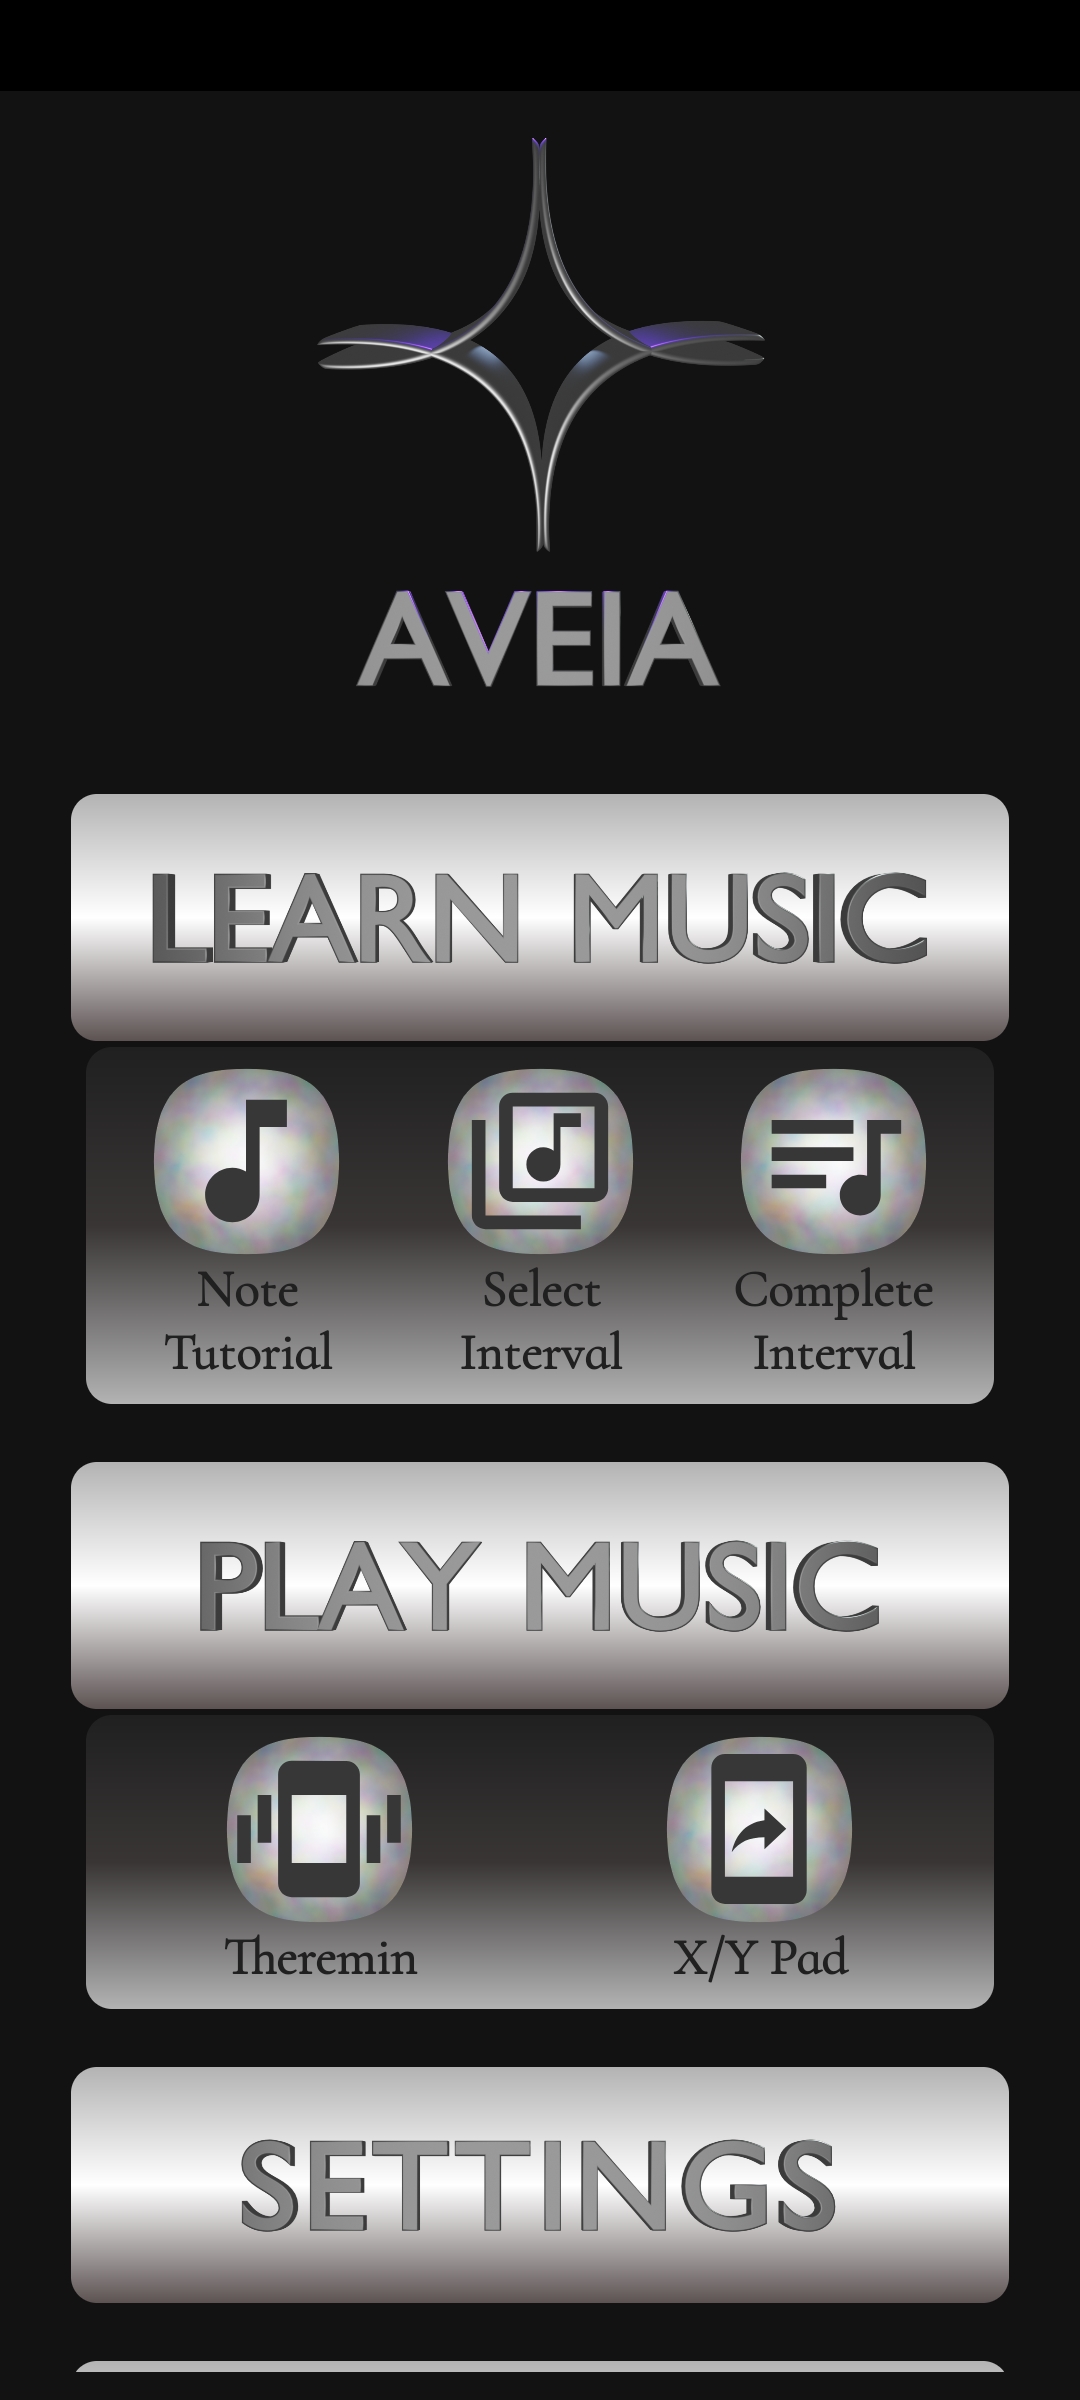 AVEIA
LEARN MUSIC
Note Tutorial
Select Interval
Complete Interval
PLAY MUSIC
Theremin
X/Y Pad
SETTINGS